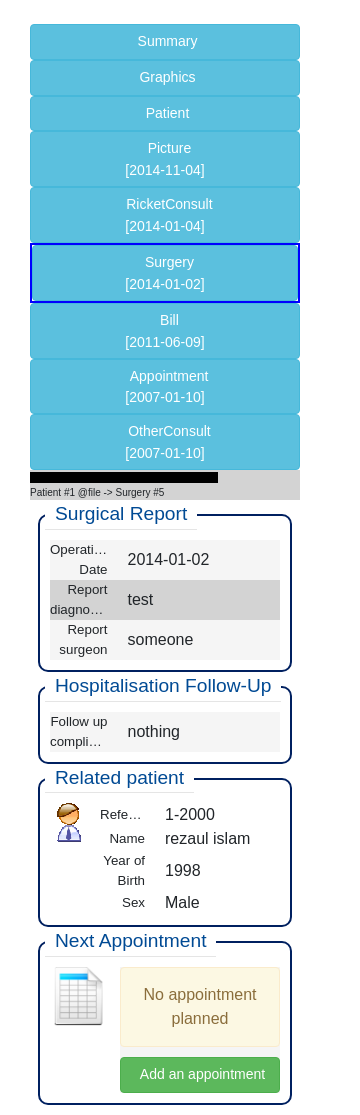 Summary
Graphics
Patient
Picture
[2014-11-04]
RicketConsult
[2014-01-04]
Surgery
[2014-01-02]
Bill
[2011-06-09]
Appointment
[2007-01-10]
OtherConsult
[2007-01-10]
Patient #1 @file -> Surgery #5
Surgical Report
Operati…
Date
2014-01-02
Report
diagno…
test
Report
surgeon
someone
Hospitalisation Follow-Up
Follow up
compli…
nothing
Related patient
Refe… 1-2000
Name rezaul islam
Year of
Birth
1998
Sex Male
Next Appointment
No appointment
planned
Add an appointment